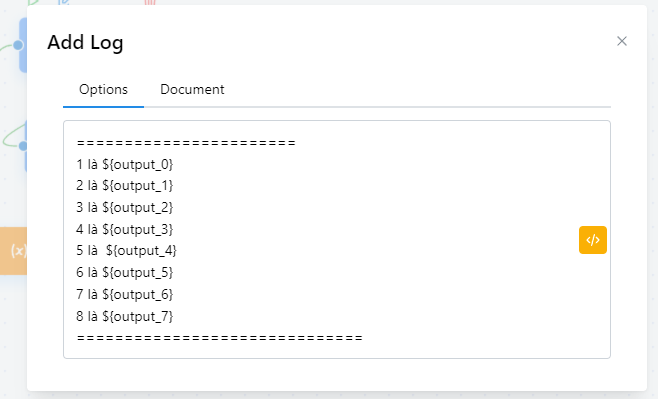 Add Log
Options
Document
=======================
1 là ${output_0}
2 là ${output_1}
3 là ${output_2}
4 là ${output_3}
5 là  ${output_4}
6 là ${output_5}
7 là ${output_6}
8 là ${output_7}
==============================
</>
(x)